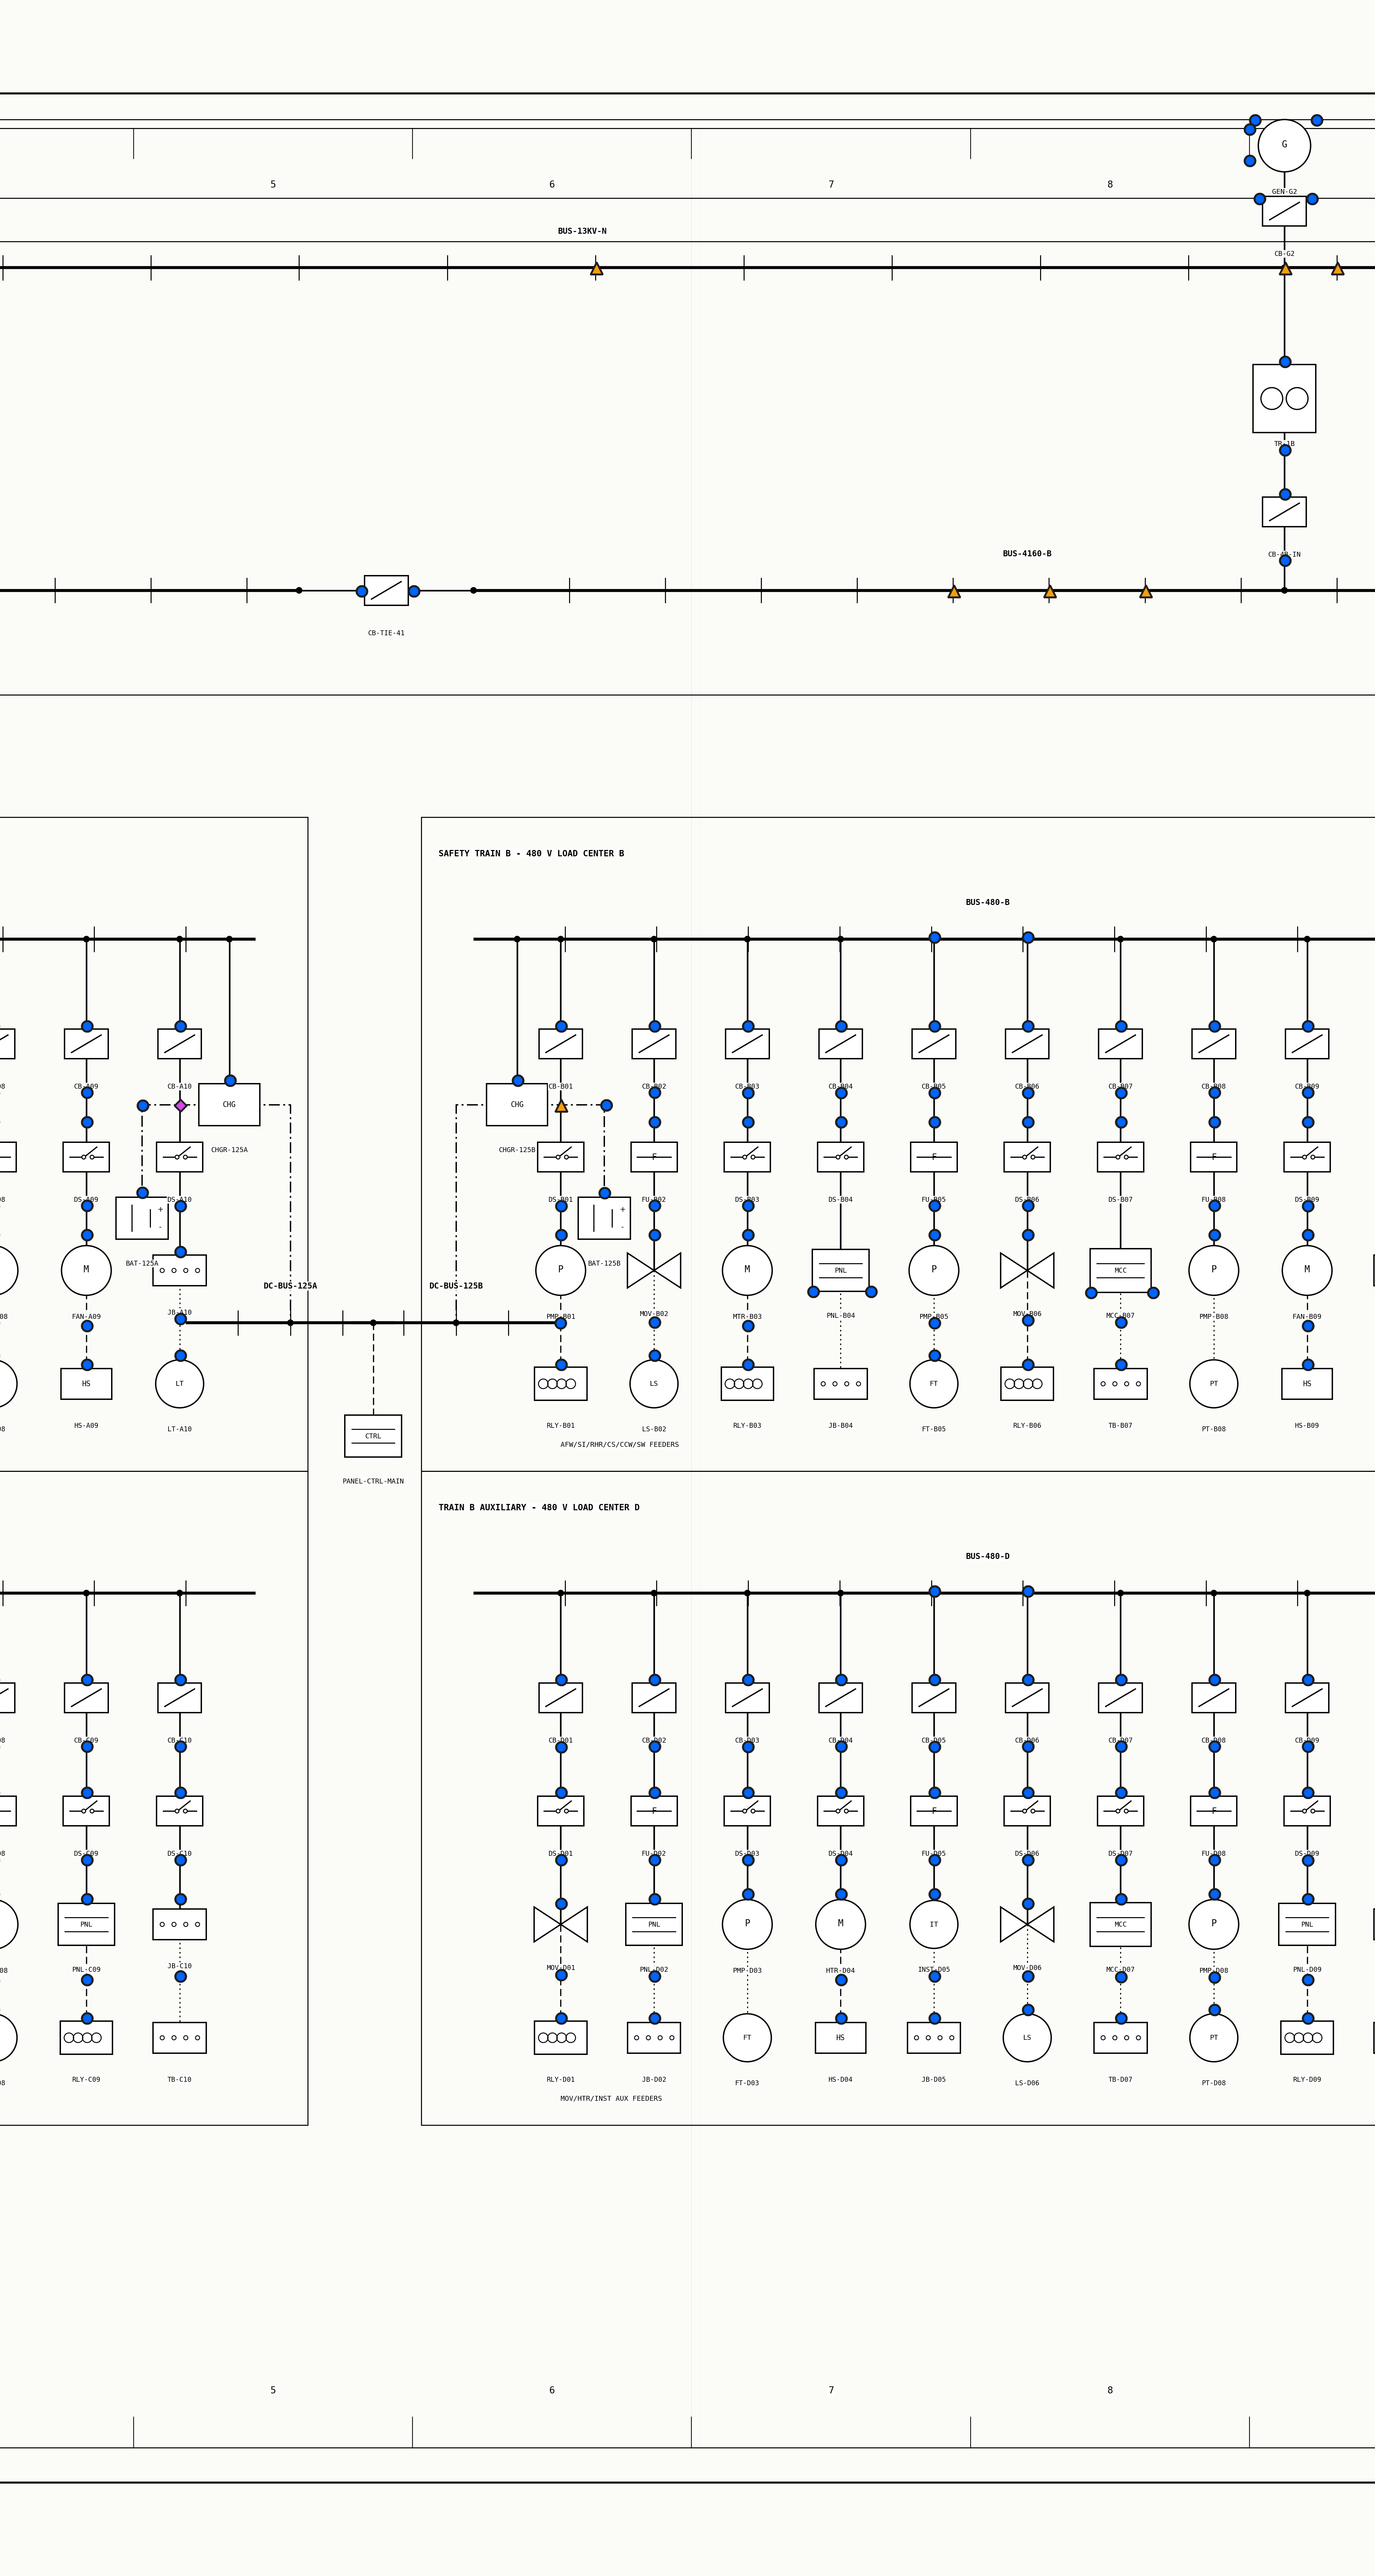 G
GEN-G2
5 6 7 8
BUS-13KV-N
CB-G2
TR-1B
BUS-4160-B
CB-4B-IN
CB-TIE-41
SAFETY TRAIN B - 480 V LOAD CENTER B
BUS-480-B
08 CB-A09 CB-A10 CB-B01 CB-B02 CB-B03 CB-B04 CB-B05 CB-B06 CB-B07 CB-B08 CB-B09
CHG CHG
CHGR-125A CHGR-125B
F F F
08 DS-A09 DS-A10 DS-B01 FU-B02 DS-B03 DS-B04 FU-B05 DS-B06 DS-B07 FU-B08 DS-B09
+ +
- -
BAT-125A BAT-125B
M P M PNL P MCC P M
DC-BUS-125A DC-BUS-125B
08 FAN-A09 JB-A10 PMP-B01 MOV-B02 MTR-B03 PNL-B04 PMP-B05 MOV-B06 MCC-B07 PMP-B08 FAN-B09
HS LT LS FT PT HS
08 HS-A09 LT-A10 RLY-B01 LS-B02 RLY-B03 JB-B04 FT-B05 RLY-B06 TB-B07 PT-B08 HS-B09
CTRL
AFW/SI/RHR/CS/CCW/SW FEEDERS
PANEL-CTRL-MAIN
TRAIN B AUXILIARY - 480 V LOAD CENTER D
BUS-480-D
08 CB-C09 CB-C10 CB-D01 CB-D02 CB-D03 CB-D04 CB-D05 CB-D06 CB-D07 CB-D08 CB-D09
F F F
08 DS-C09 DS-C10 DS-D01 FU-D02 DS-D03 DS-D04 FU-D05 DS-D06 DS-D07 FU-D08 DS-D09
PNL PNL P M IT MCC P PNL
08 PNL-C09 JB-C10 MOV-D01 PNL-D02 PMP-D03 HTR-D04 INST-D05 MOV-D06 MCC-D07 PMP-D08 PNL-D09
FT HS LS PT
08 RLY-C09 TB-C10 RLY-D01 JB-D02 FT-D03 HS-D04 JB-D05 LS-D06 TB-D07 PT-D08 RLY-D09
MOV/HTR/INST AUX FEEDERS
5 6 7 8